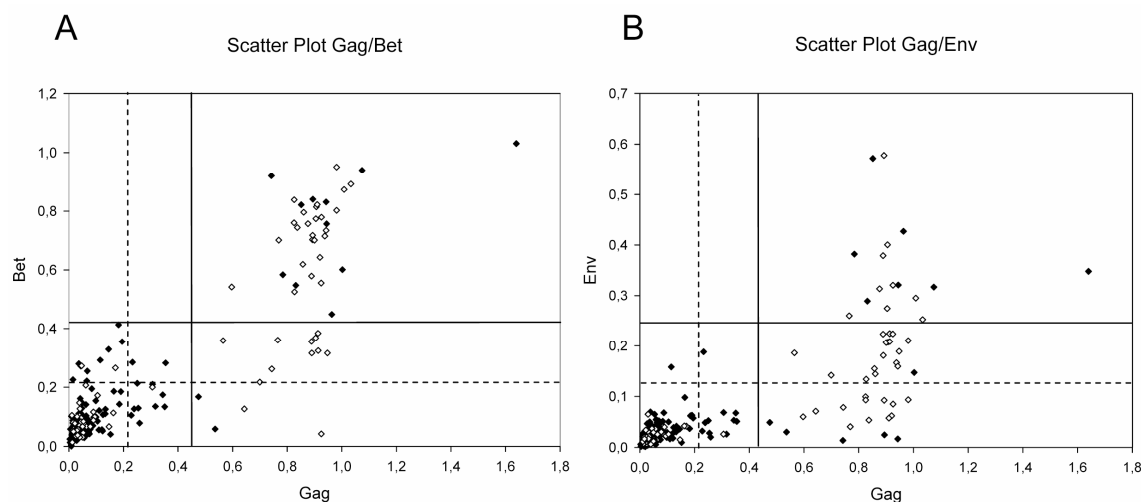 A
Scatter Plot Gag/Bet
1,2
1,0
0,8
0,6
0,4
0,2
0,0
Bet
0,0 0,2 0,4 0,6 0,8 1,0 1,2 1,4 1,6 1,8
Gag
B
Scatter Plot Gag/Env
0,7
0,6
0,5
0,4
0,3
0,2
0,1
0,0
Env
0,0 0,2 0,4 0,6 0,8 1,0 1,2 1,4 1,6 1,8
Gag